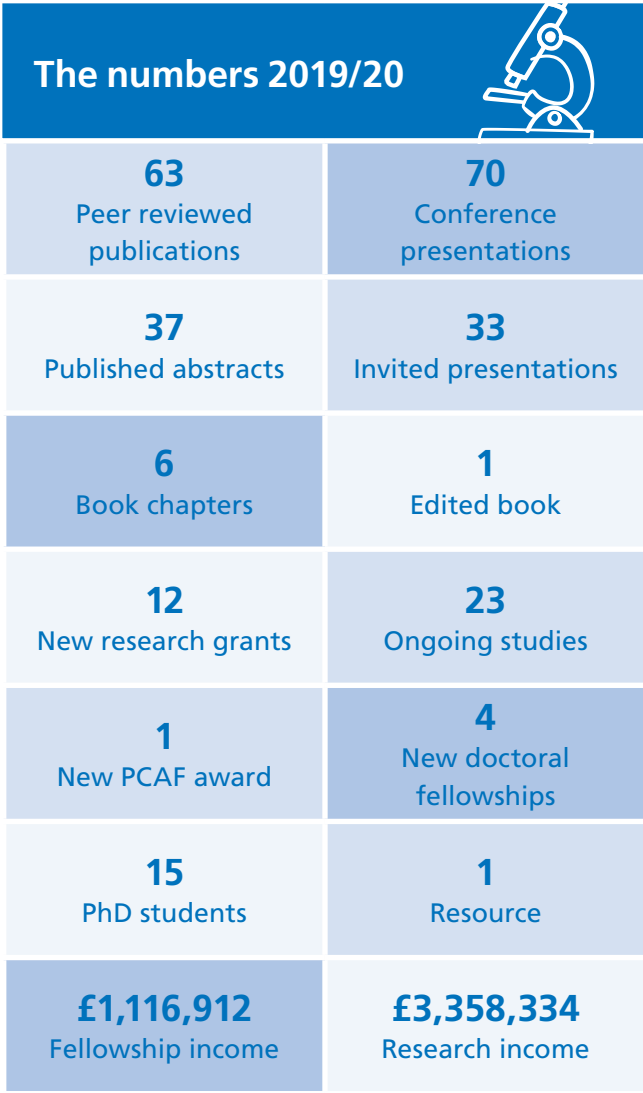 The numbers 2019/20
63
Peer reviewed
publications
70
Conference
presentations
37
Published abstracts
33
Invited presentations
6
Book chapters
1
Edited book
12
New research grants
23
Ongoing studies
1
New PCAF award
4
New doctoral
fellowships
15
PhD students
1
Resource
£1,116,912
Fellowship income
£3,358,334
Research income